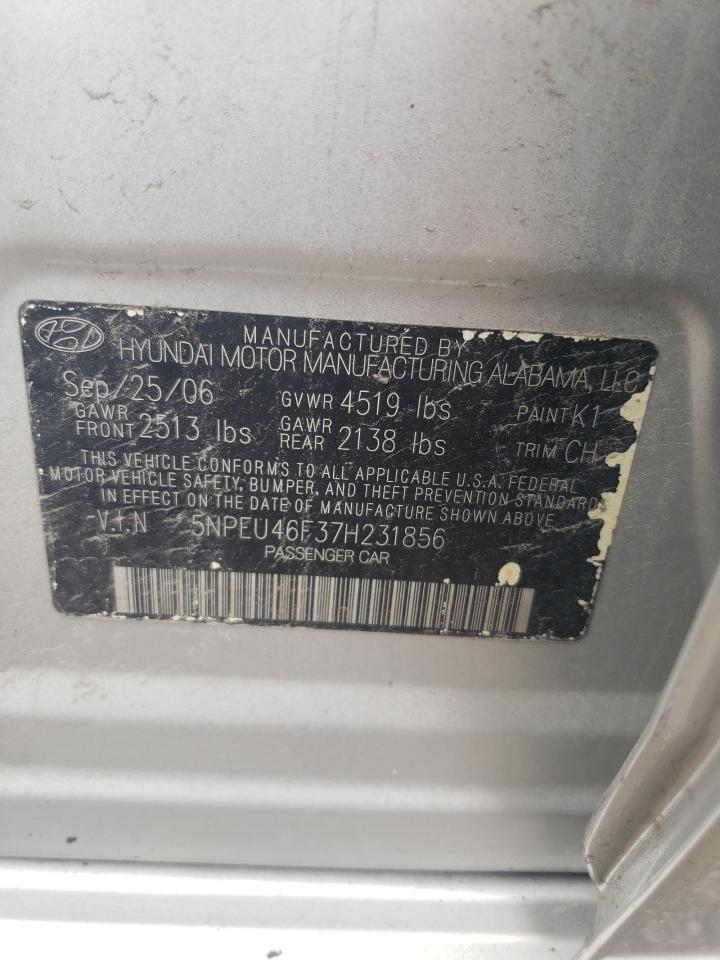 MANUFACTURED BY
HYUNDAI MOTOR MANUFACTURING ALABAMA, LLC
Sep/25/06 GVWR 4519 lbs PAINT K1
GAWR FRONT 2513 lbs GAWR REAR 2138 lbs TRIM CH
THIS VEHICLE CONFORMS TO ALL APPLICABLE U.S.A. FEDERAL
MOTOR VEHICLE SAFETY, BUMPER, AND THEFT PREVENTION STANDARDS
IN EFFECT ON THE DATE OF MANUFACTURE SHOWN ABOVE.
V.I.N 5NPEU46F37H231856
PASSENGER CAR